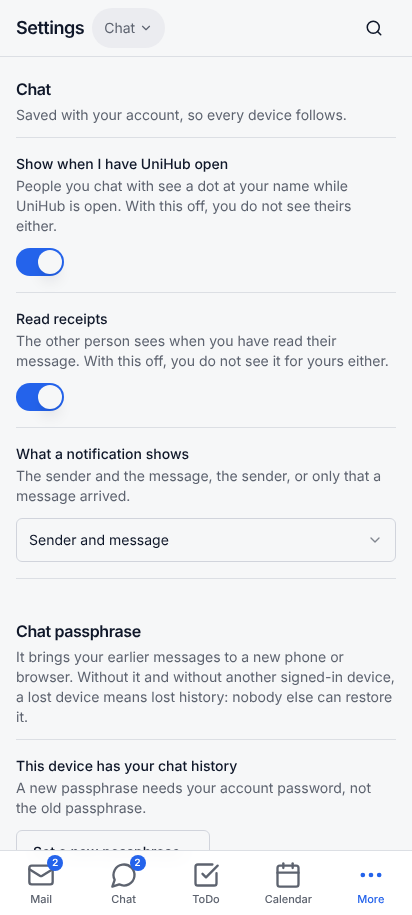 Settings
Chat
Chat
Saved with your account, so every device follows.
Show when I have UniHub open
People you chat with see a dot at your name while
UniHub is open. With this off, you do not see theirs
either.
Read receipts
The other person sees when you have read their
message. With this off, you do not see it for yours either.
What a notification shows
The sender and the message, the sender, or only that a
message arrived.
Sender and message
Chat passphrase
It brings your earlier messages to a new phone or
browser. Without it and without another signed-in device,
a lost device means lost history: nobody else can restore
it.
This device has your chat history
A new passphrase needs your account password, not
the old passphrase.
Set a new passphrase
2
2
Mail
Chat
ToDo
Calendar
More